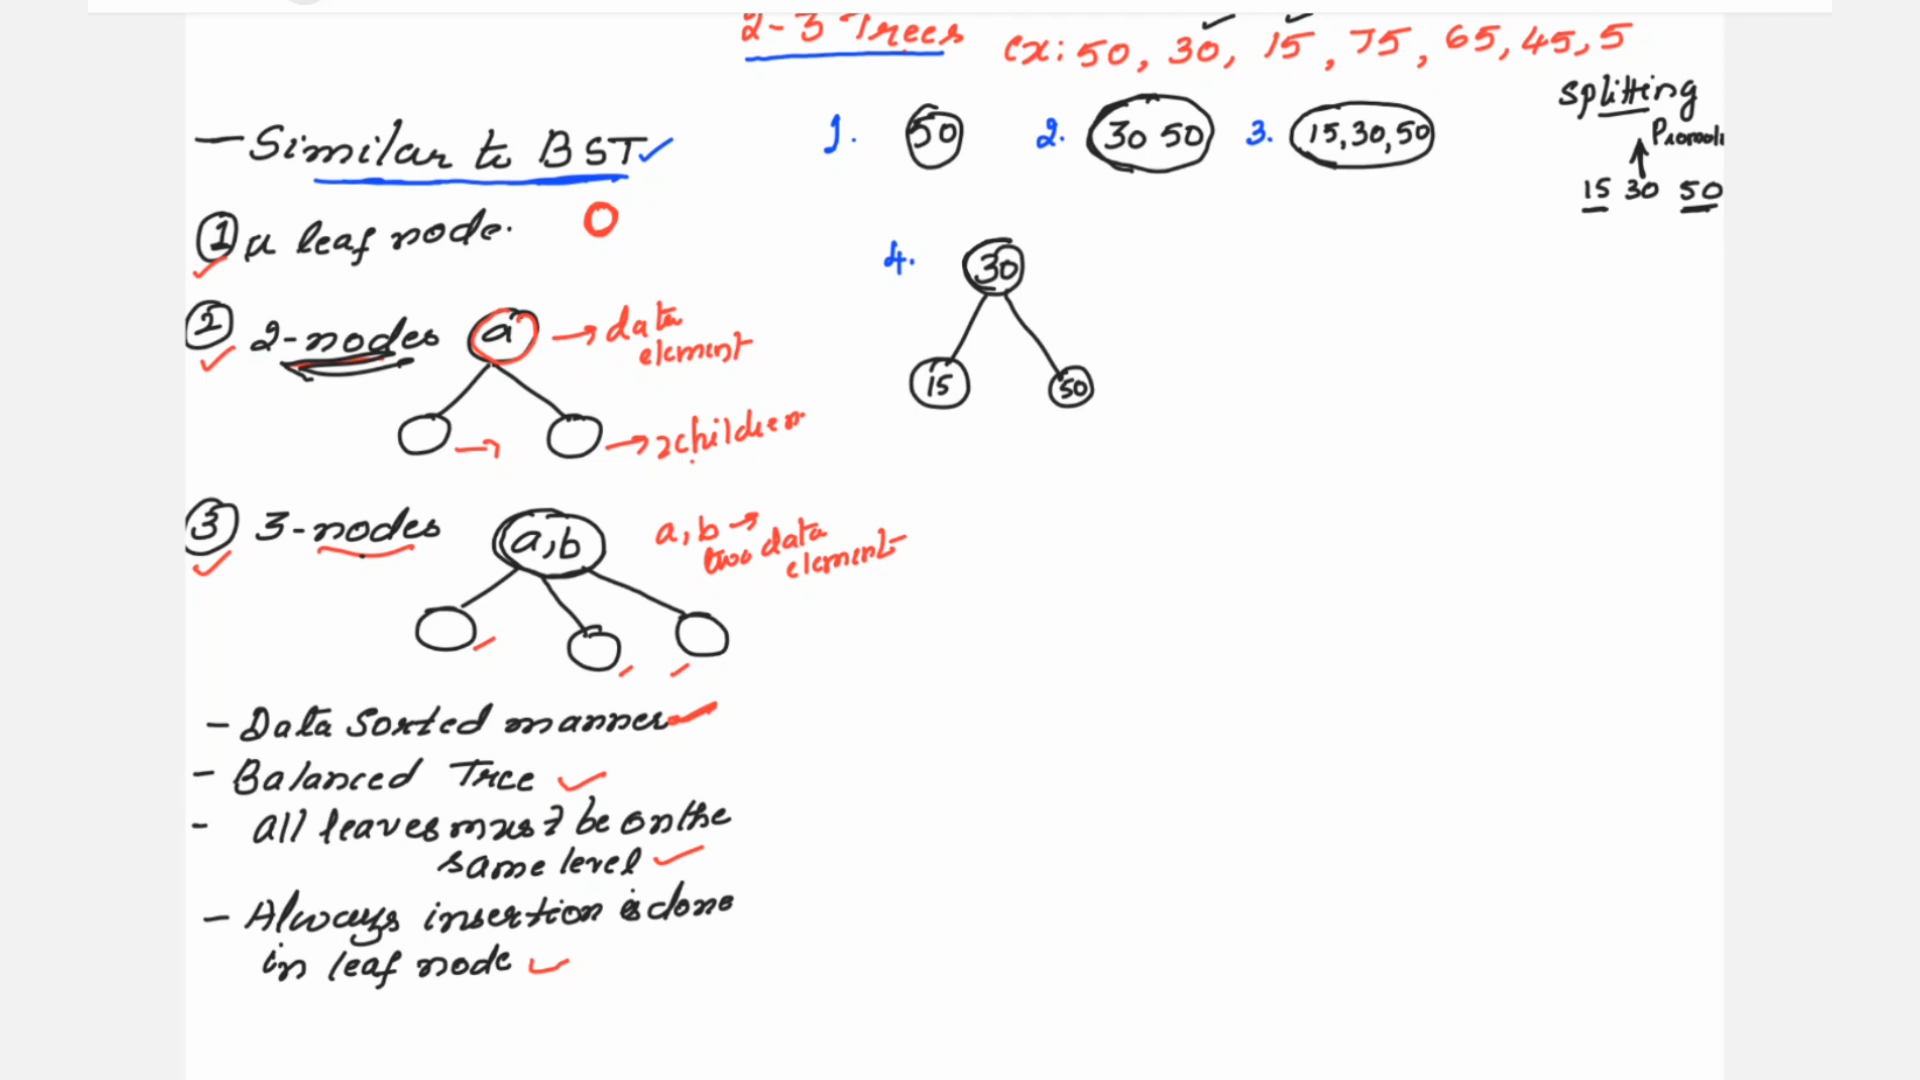 2-3 Trees ex: 50, 30, 15, 75, 65, 45, 5
- Similar to BST
1. 50 2. 30 50 3. 15, 30, 50
Splitting
Promoti
15 30 50
① a leaf node.
4. 30
15 50
② 2-nodes a → data
element
→ 2 children
③ 3-nodes a, b
a, b →
two data
element
- Data Sorted manner
- Balanced Tree
- all leaves must be on the
same level
- Always insertion is done
in leaf node